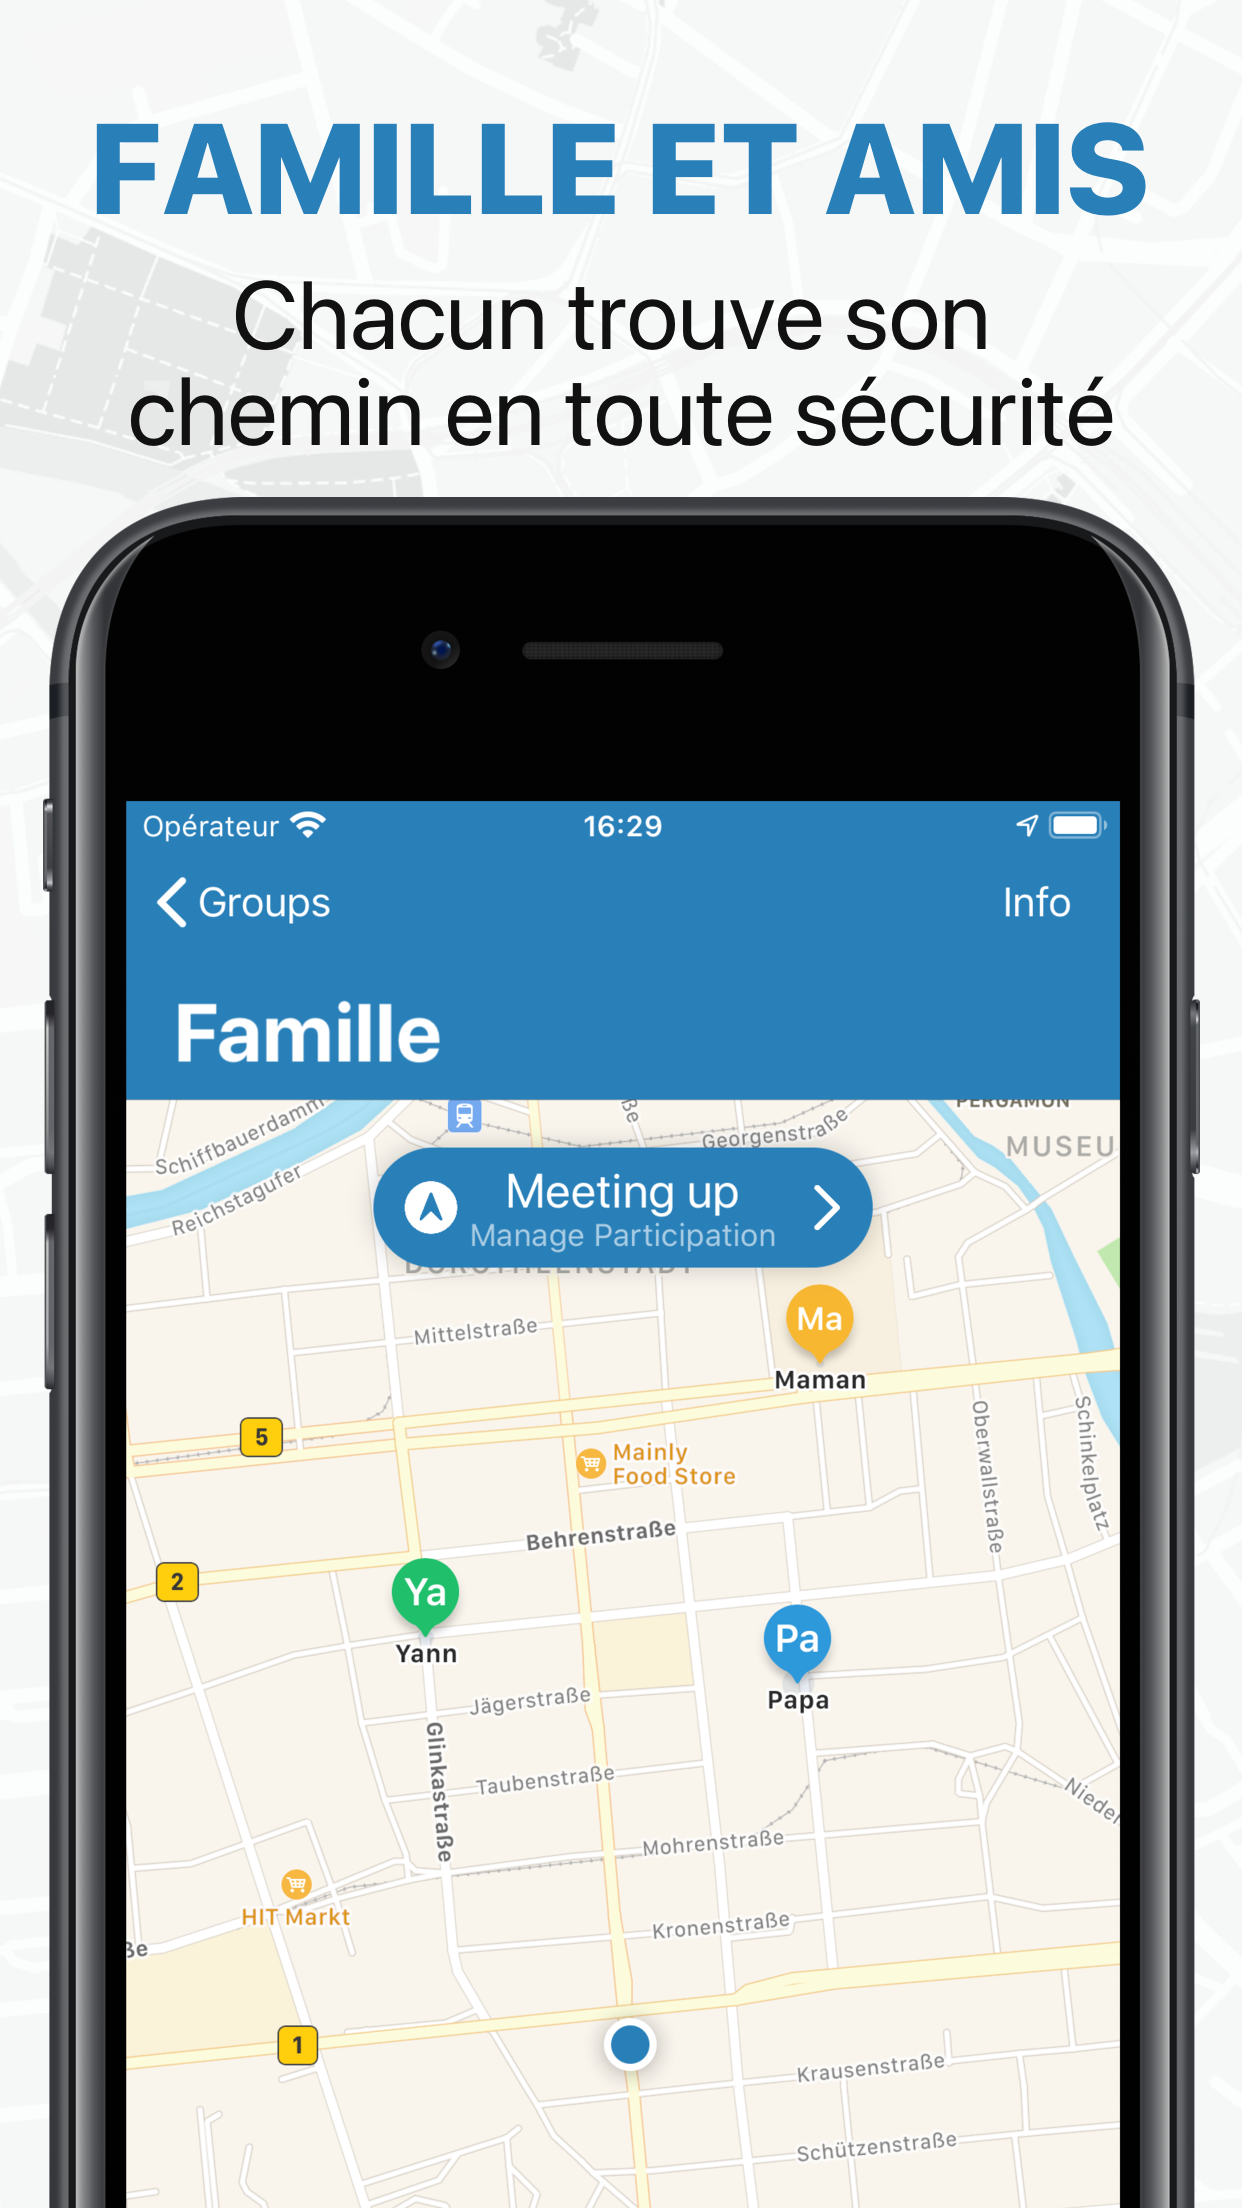 FAMILLE ET AMIS
Chacun trouve son
chemin en toute sécurité
Opérateur
16:29
Groups
Info
Famille
Schiffbauerdamm
Reichstagufer
Georgenstraße
PERGAMON
MUSEU
Meeting up
Manage Participation
DOROTHEENSTADT
Mittelstraße
Ma
Maman
5
Mainly
Food Store
Oberwallstraße
Schinkelplatz
Behrenstraße
2
Ya
Yann
Pa
Papa
Jägerstraße
Glinkastraße
Taubenstraße
Nieder
Mohrenstraße
HIT Markt
Kronenstraße
ße
1
Krausenstraße
Schützenstraße